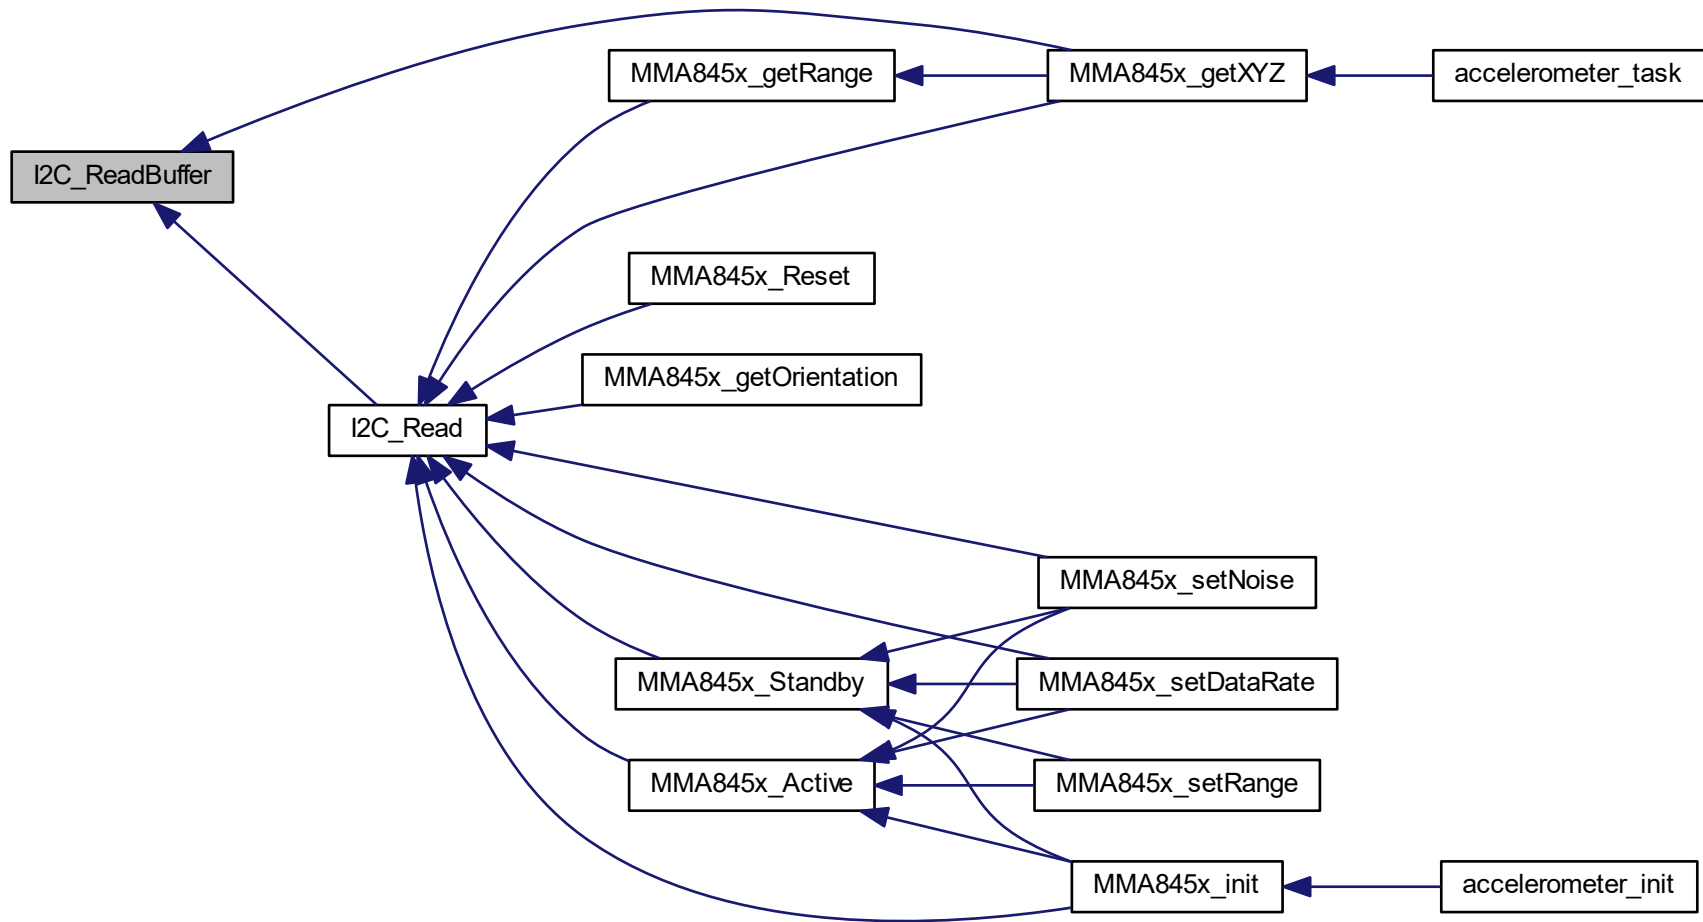 MMA845x_getRange
MMA845x_getXYZ
accelerometer_task
I2C_ReadBuffer
MMA845x_Reset
MMA845x_getOrientation
I2C_Read
MMA845x_setNoise
MMA845x_Standby
MMA845x_setDataRate
MMA845x_Active
MMA845x_setRange
MMA845x_init
accelerometer_init